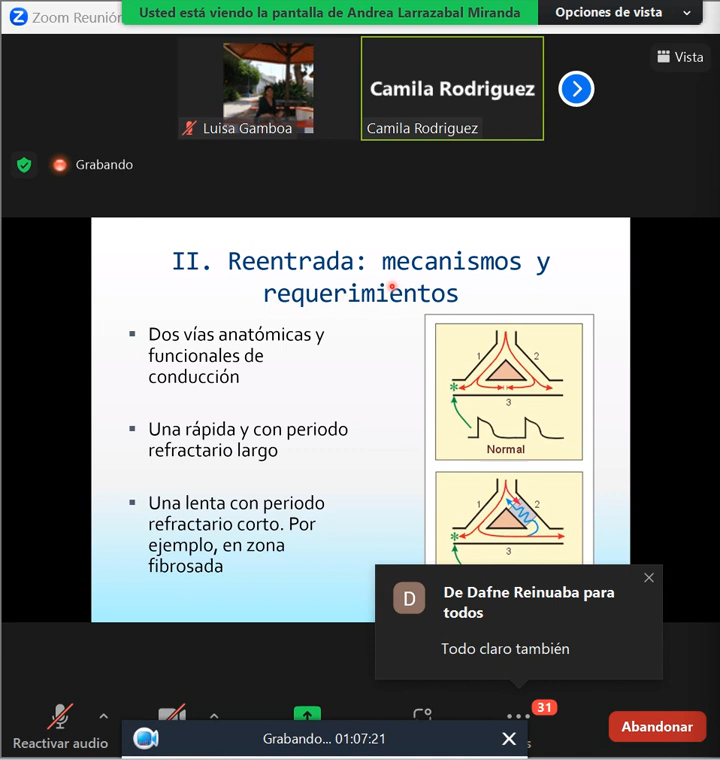 Zoom Reunión
Usted está viendo la pantalla de Andrea Larrazabal Miranda
Opciones de vista
Vista
Camila Rodriguez
Luisa Gamboa
Camila Rodriguez
Grabando
II. Reentrada: mecanismos y
requerimientos
Dos vías anatómicas y
funcionales de
conducción
Una rápida y con periodo
refractario largo
Una lenta con periodo
refractario corto. Por
ejemplo, en zona
fibrosada
1
2
3
Normal
1
2
3
D
De Dafne Reinuaba para
todos
Todo claro también
31
Reactivar audio
Abandonar
Grabando... 01:07:21